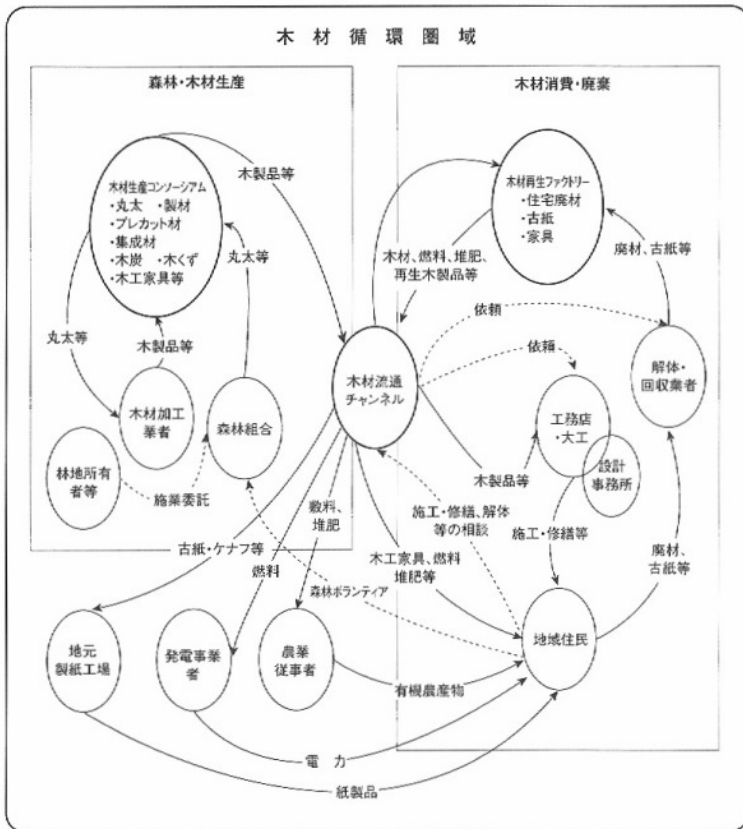 木材循環圏域
森林・木材生産
木材消費・廃棄
木材生産コンソーシアム
・丸太 ・製材
・プレカット材
・集成材
・木炭 ・木くず
・木工家具等
木製品等
木材再生ファクトリー
・住宅廃材
・古紙
・家具
丸太等
木材、燃料、堆肥、
再生木製品等
廃材、古紙等
依頼
丸太等
木製品等
依頼
木材流通
チャンネル
解体・
回収業者
木材加工
業者
森林組合
工務店
・大工
林地所有
者等
施業委託
設計
事務所
木製品等
敷料、
堆肥
施工・修繕、解体
等の相談
施工・修繕等
古紙・ケナフ等
燃料
木工家具、燃料
堆肥等
廃材、
古紙等
森林ボランティア
地元
製紙工場
発電事業
者
農業
従事者
地域住民
有機農産物
電力
紙製品